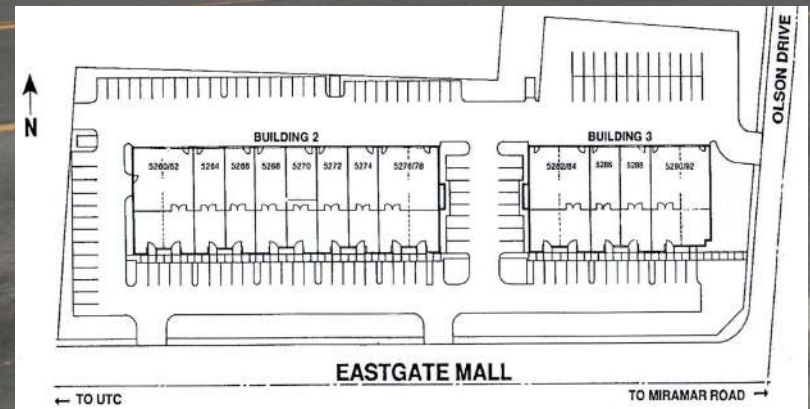 OLSON DRIVE
N
BUILDING 2
BUILDING 3
5260/62 5264 5266 5268 5270 5272 5274 5276/78
5282/84 5286 5288 5290/92
EASTGATE MALL
← TO UTC
TO MIRAMAR ROAD →